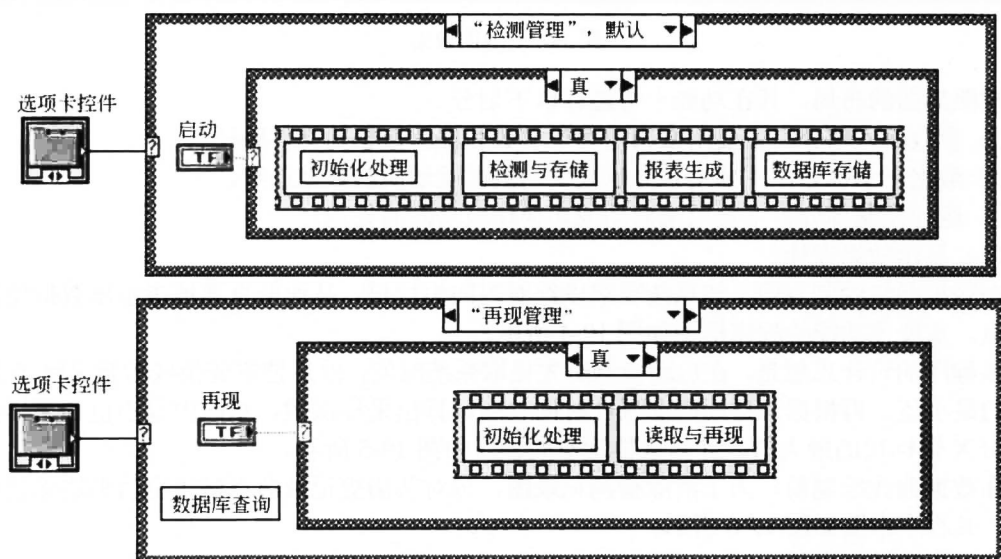 “检测管理”，默认
真
选项卡控件
?
启动
TF
?
初始化处理
检测与存储
报表生成
数据库存储
“再现管理”
真
选项卡控件
?
再现
TF
?
初始化处理
读取与再现
数据库查询